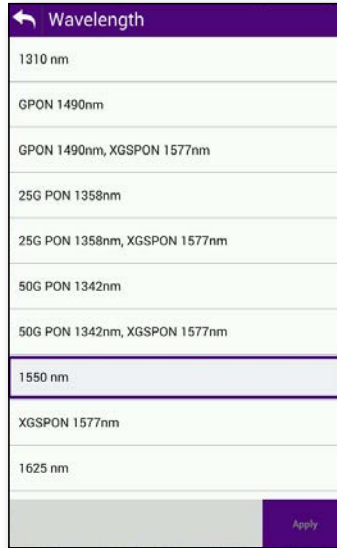 Wavelength
1310 nm
GPON 1490nm
GPON 1490nm, XGSPON 1577nm
25G PON 1358nm
25G PON 1358nm, XGSPON 1577nm
50G PON 1342nm
50G PON 1342nm, XGSPON 1577nm
1550 nm
XGSPON 1577nm
1625 nm
Apply